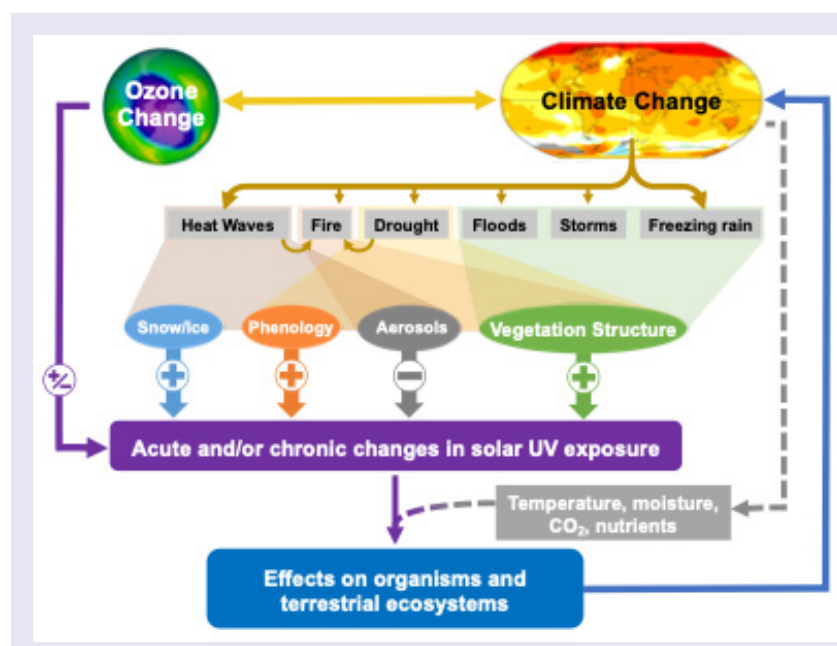 Ozone
Change
Climate Change
Heat Waves
Fire
Drought
Floods
Storms
Freezing rain
Snow/Ice
Phenology
Aerosols
Vegetation Structure
+/-
+
+
−
+
Acute and/or chronic changes in solar UV exposure
Temperature, moisture,
CO₂, nutrients
Effects on organisms and
terrestrial ecosystems